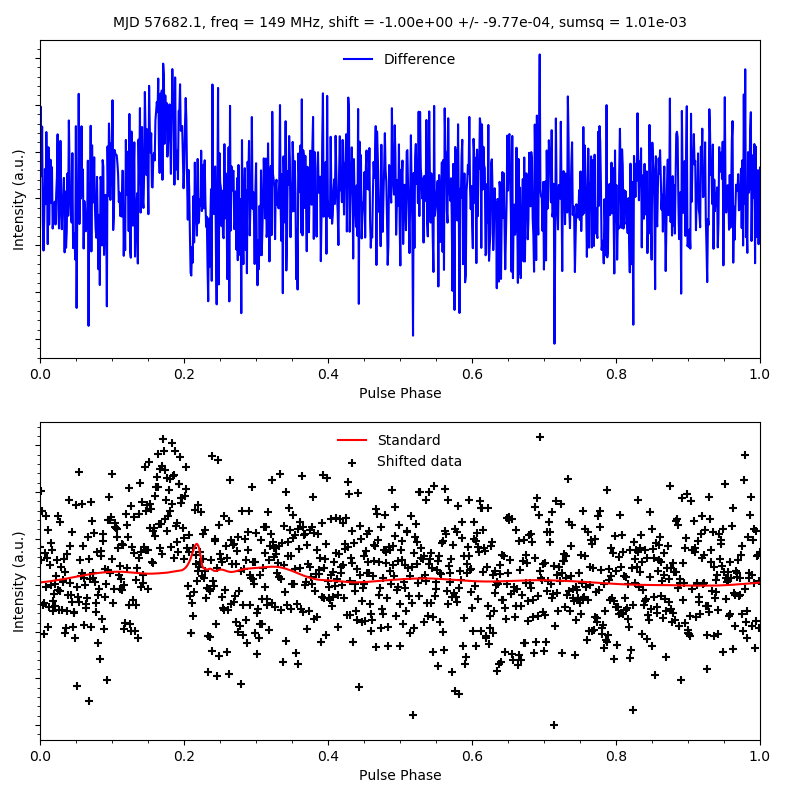 MJD 57682.1, freq = 149 MHz, shift = -1.00e+00 +/- -9.77e-04, sumsq = 1.01e-03
Difference
Intensity (a.u.)
0.0 0.2 0.4 0.6 0.8 1.0
Pulse Phase
Standard
Shifted data
Intensity (a.u.)
0.0 0.2 0.4 0.6 0.8 1.0
Pulse Phase